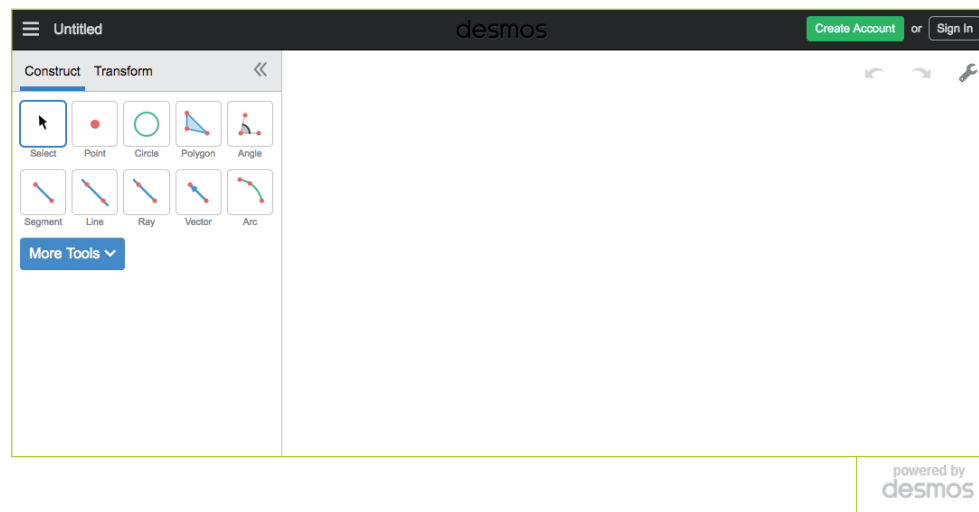 Untitled
desmos
Create Account or Sign In
Construct Transform
Select Point Circle Polygon Angle
Segment Line Ray Vector Arc
More Tools
powered by
desmos